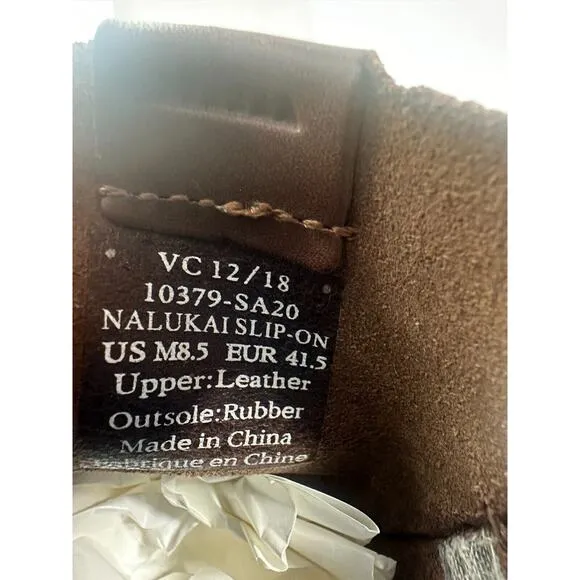 VC 12/18
10379-SA20
NALUKAI SLIP-ON
US M8.5 EUR 41.5
Upper:Leather
Outsole:Rubber
Made in China
Fabrique en Chine